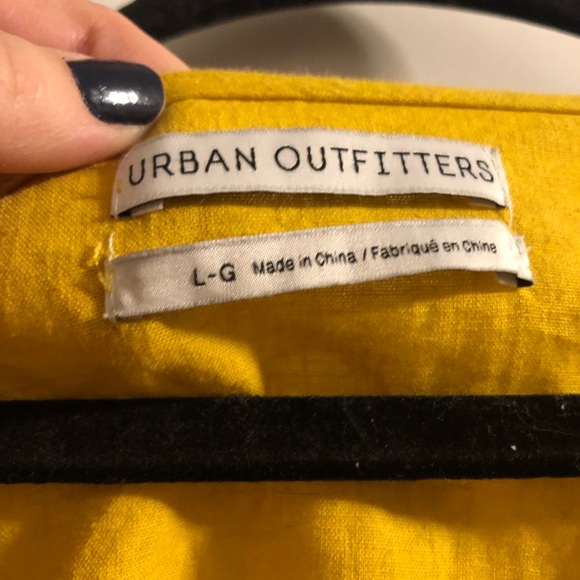 URBAN OUTFITTERS
L-G Made in China / Fabriqué en Chine